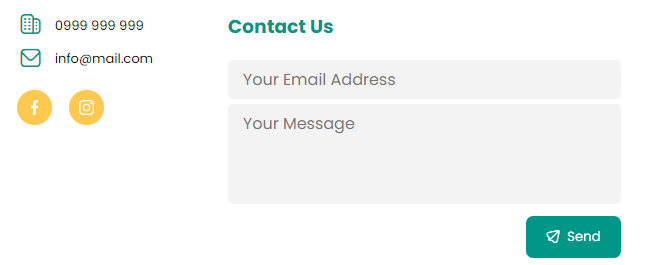 0999 999 999
info@mail.com
Contact Us
Your Email Address
Your Message
Send